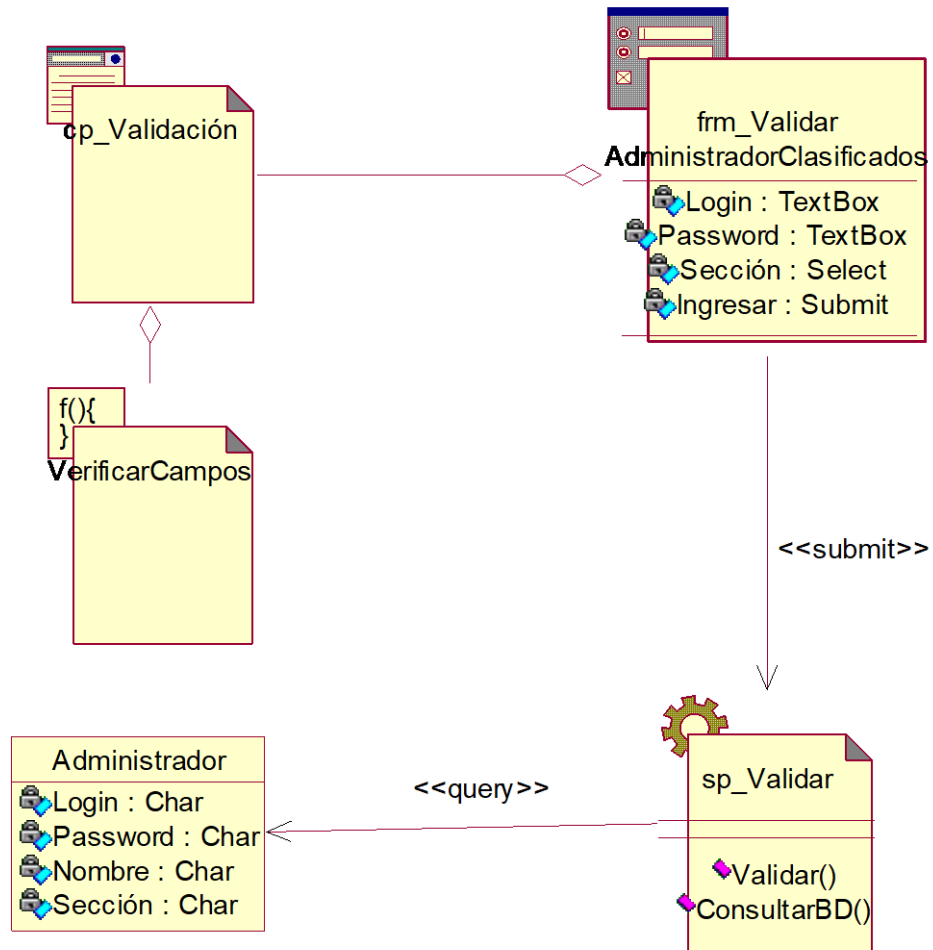 cp_Validación
frm_Validar
AdministradorClasificados
Login : TextBox
Password : TextBox
Sección : Select
Ingresar : Submit
f(){
}
VerificarCampos
<<submit>>
Administrador
Login : Char
Password : Char
Nombre : Char
Sección : Char
<<query>>
sp_Validar
Validar()
ConsultarBD()